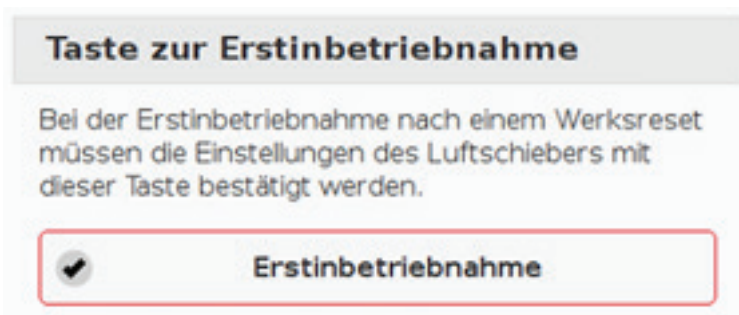 Taste zur Erstinbetriebnahme
Bei der Erstinbetriebnahme nach einem Werksreset
müssen die Einstellungen des Luftschiebers mit
dieser Taste bestätigt werden.
Erstinbetriebnahme